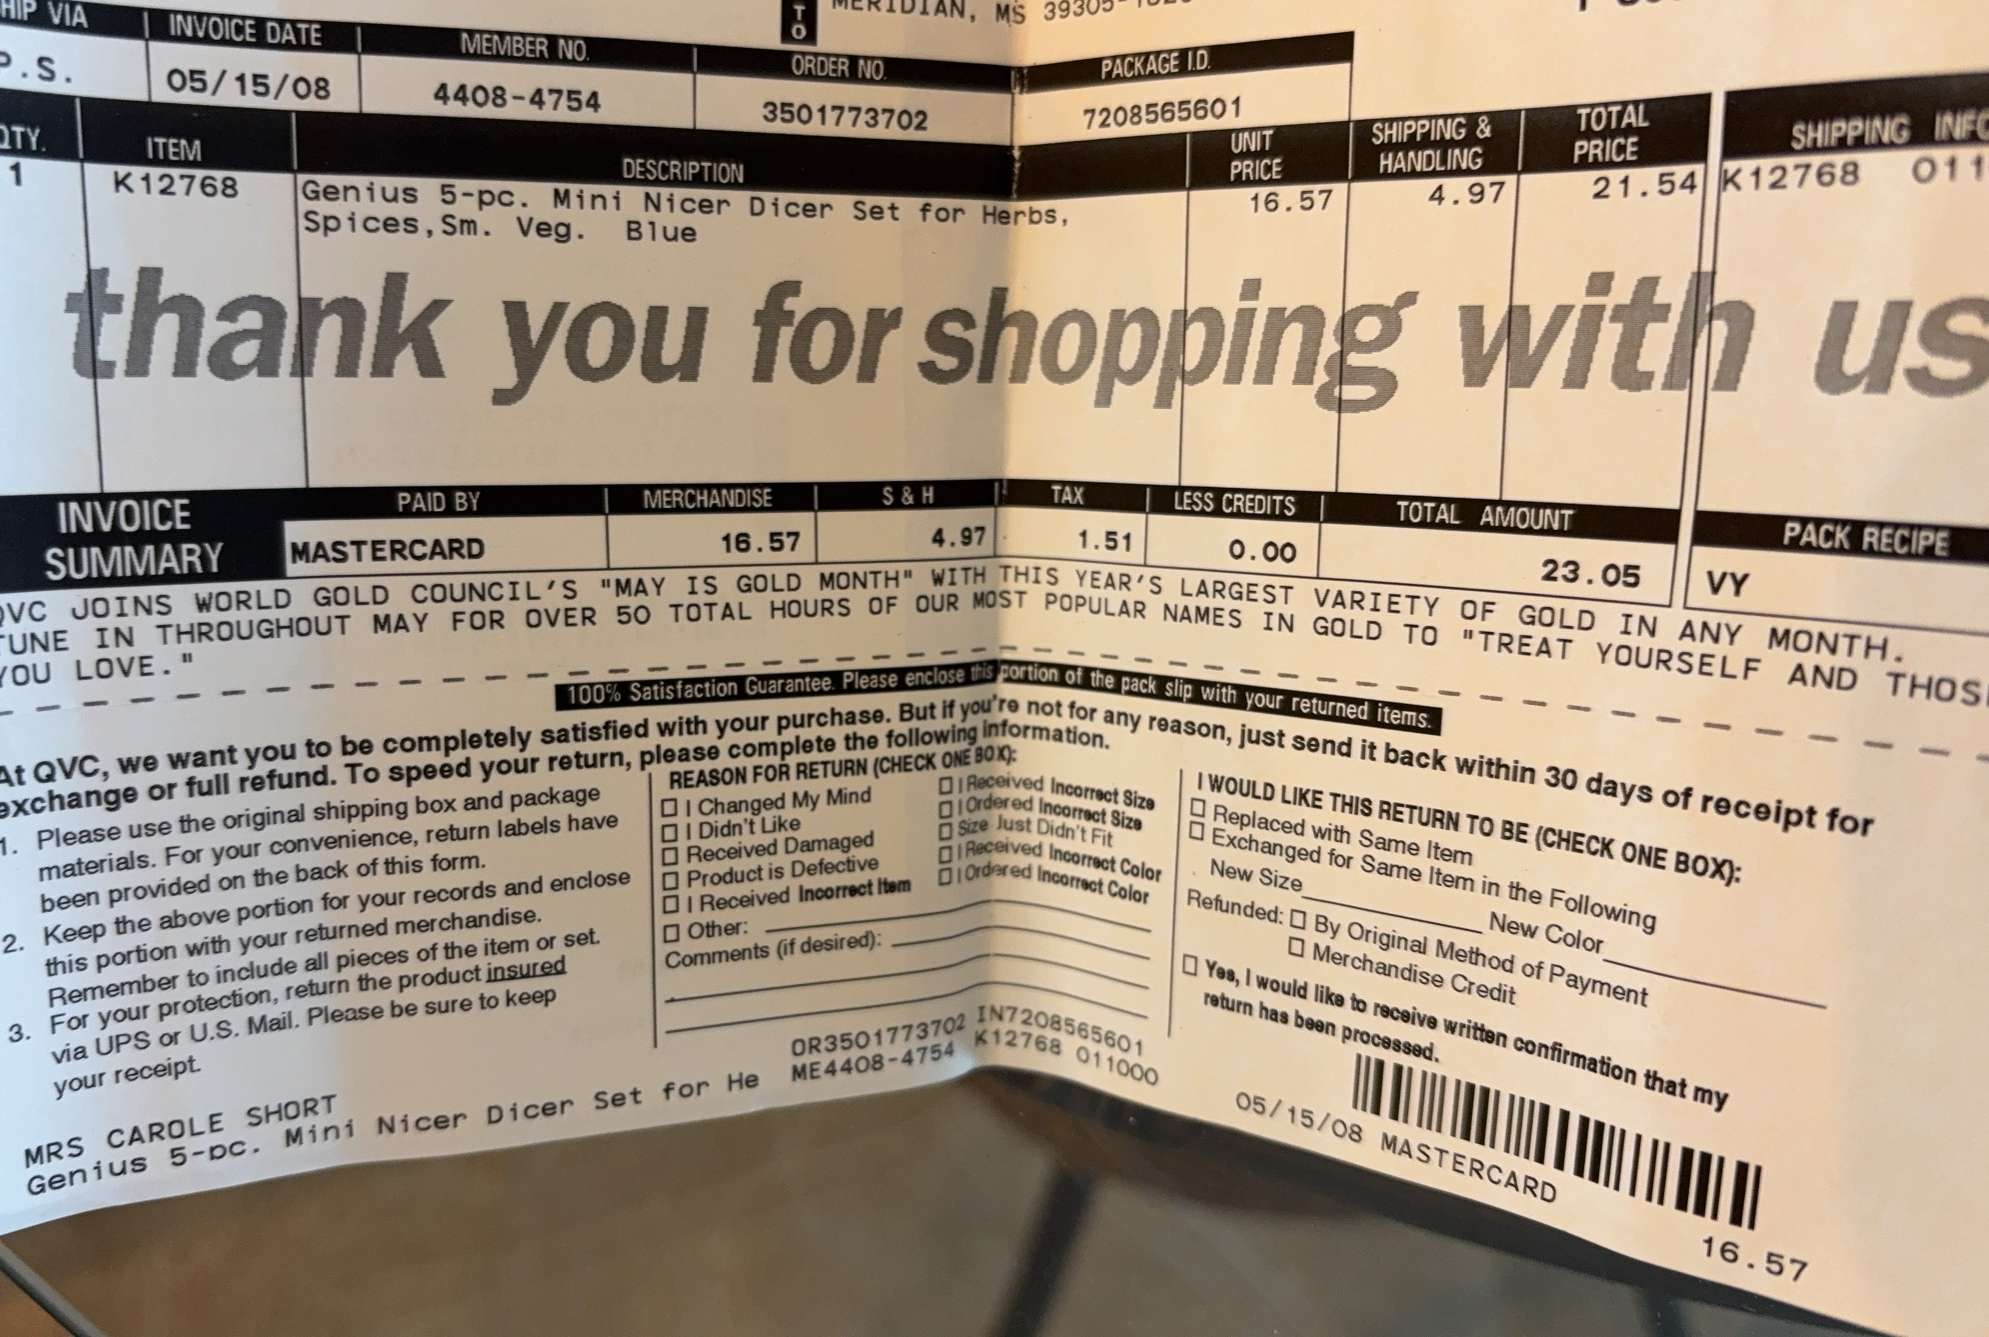 TO
MERIDIAN, MS 39305-
SHIP VIA INVOICE DATE MEMBER NO. ORDER NO. PACKAGE I.D.
P.S. 05/15/08 4408-4754 3501773702 7208565601
QTY. ITEM DESCRIPTION UNIT PRICE SHIPPING & HANDLING TOTAL PRICE SHIPPING INFO
1 K12768 Genius 5-pc. Mini Nicer Dicer Set for Herbs, 16.57 4.97 21.54 K12768 011
Spices,Sm. Veg. Blue
thank you for shopping with us
INVOICE SUMMARY PAID BY MERCHANDISE S & H TAX LESS CREDITS TOTAL AMOUNT PACK RECIPE
MASTERCARD 16.57 4.97 1.51 0.00 23.05 VY
QVC JOINS WORLD GOLD COUNCIL'S "MAY IS GOLD MONTH" WITH THIS YEAR'S LARGEST VARIETY OF GOLD IN ANY MONTH.
TUNE IN THROUGHOUT MAY FOR OVER 50 TOTAL HOURS OF OUR MOST POPULAR NAMES IN GOLD TO "TREAT YOURSELF AND THOSE
YOU LOVE."
100% Satisfaction Guarantee. Please enclose this portion of the pack slip with your returned items.
At QVC, we want you to be completely satisfied with your purchase. But if you're not for any reason, just send it back within 30 days of receipt for
exchange or full refund. To speed your return, please complete the following information.
1. Please use the original shipping box and package
materials. For your convenience, return labels have
been provided on the back of this form.
2. Keep the above portion for your records and enclose
this portion with your returned merchandise.
Remember to include all pieces of the item or set.
3. For your protection, return the product insured
via UPS or U.S. Mail. Please be sure to keep
your receipt.
REASON FOR RETURN (CHECK ONE BOX):
I Changed My Mind
I Didn't Like
Received Damaged
Product is Defective
I Received Incorrect Item
Other:
Comments (if desired):
I Received Incorrect Size
I Ordered Incorrect Size
Size Just Didn't Fit
I Received Incorrect Color
I Ordered Incorrect Color
I WOULD LIKE THIS RETURN TO BE (CHECK ONE BOX):
Replaced with Same Item
Exchanged for Same Item in the Following
New Size New Color
Refunded: By Original Method of Payment
Merchandise Credit
Yes, I would like to receive written confirmation that my
return has been processed.
OR3501773702 IN7208565601
ME4408-4754 K12768 011000
MRS CAROLE SHORT
Genius 5-pc. Mini Nicer Dicer Set for He
05/15/08 MASTERCARD
16.57